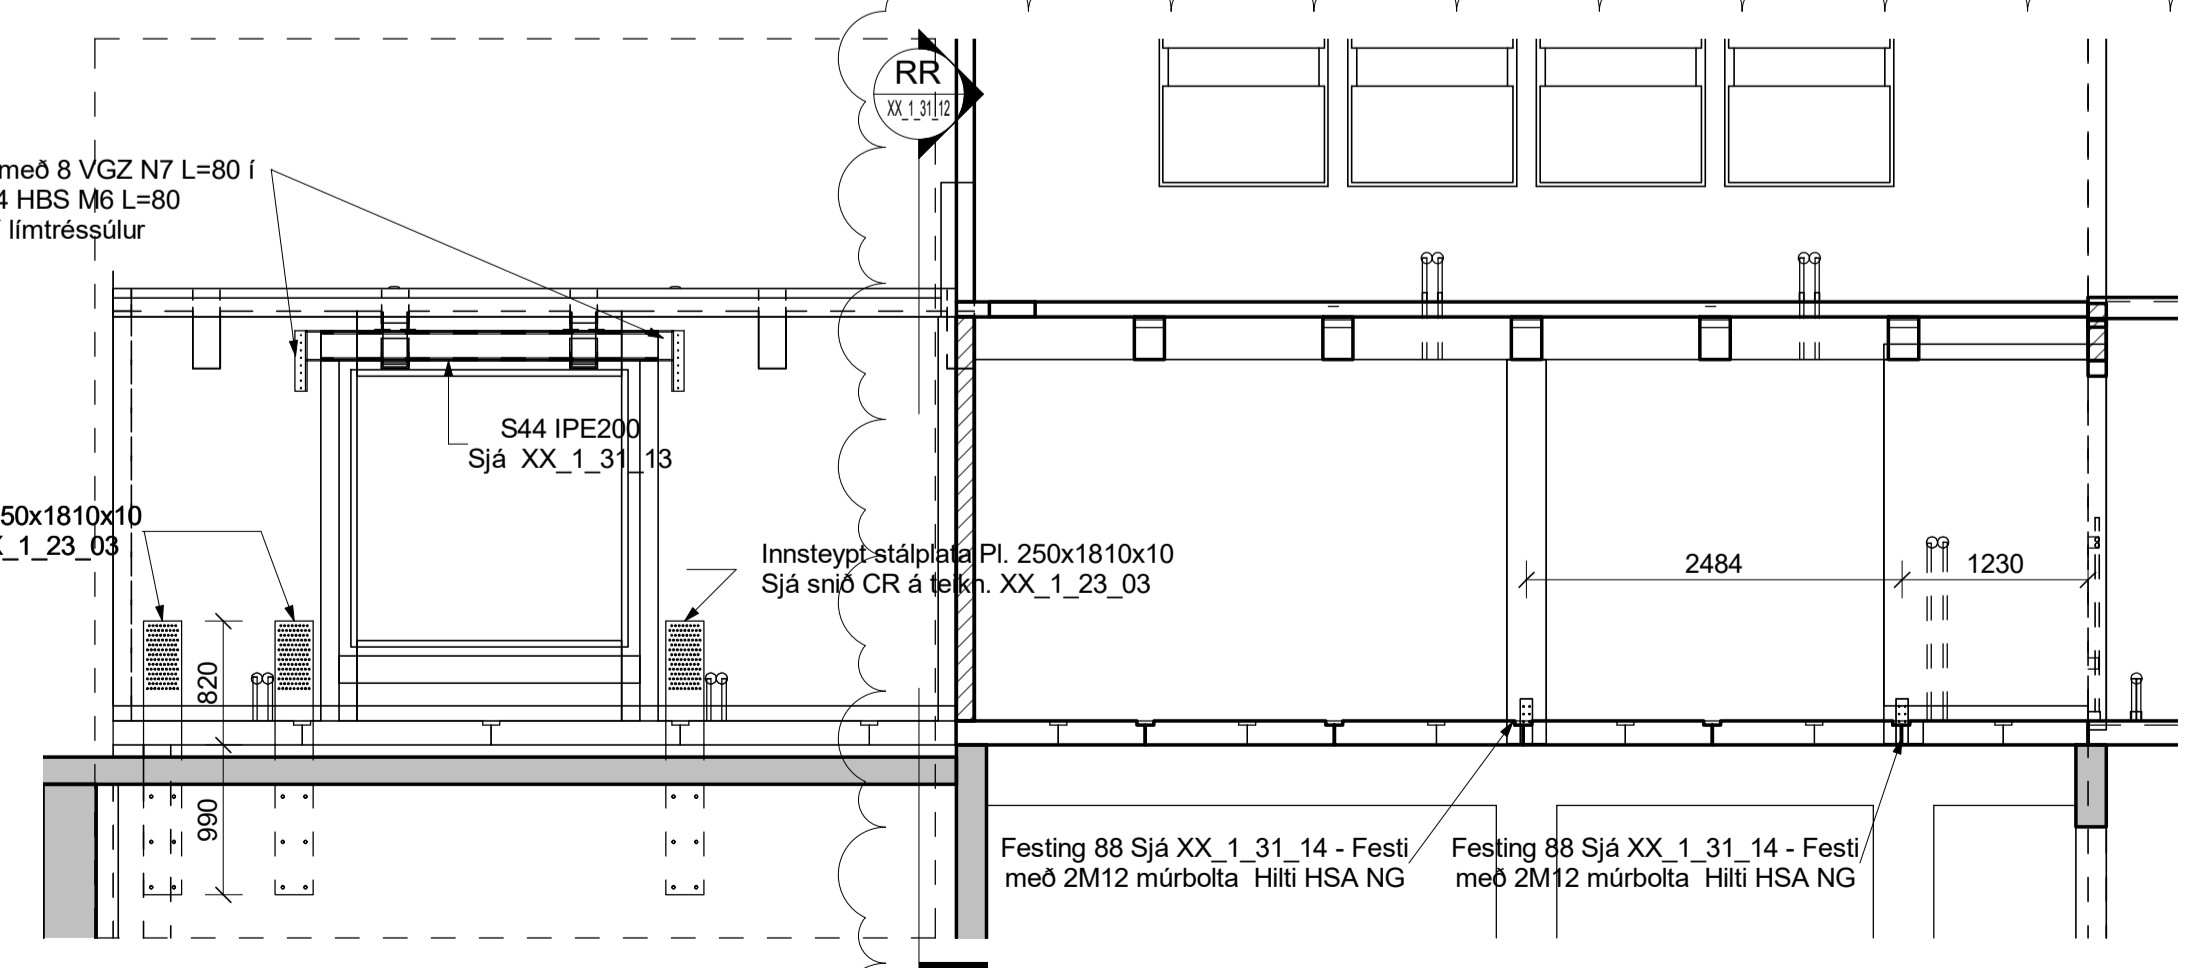 RR
XX_1_31_12
með 8 VGZ N7 L=80 í
4 HBS M6 L=80
í límtréssúlur
S44 IPE200
Sjá XX_1_31_13
50x1810x10
X_1_23_03
Innsteypt stálplata Pl. 250x1810x10
Sjá snið CR á teikn. XX_1_23_03
2484
1230
820
990
Festing 88 Sjá XX_1_31_14 - Festi
með 2M12 múrbolta Hilti HSA NG
Festing 88 Sjá XX_1_31_14 - Festi
með 2M12 múrbolta Hilti HSA NG